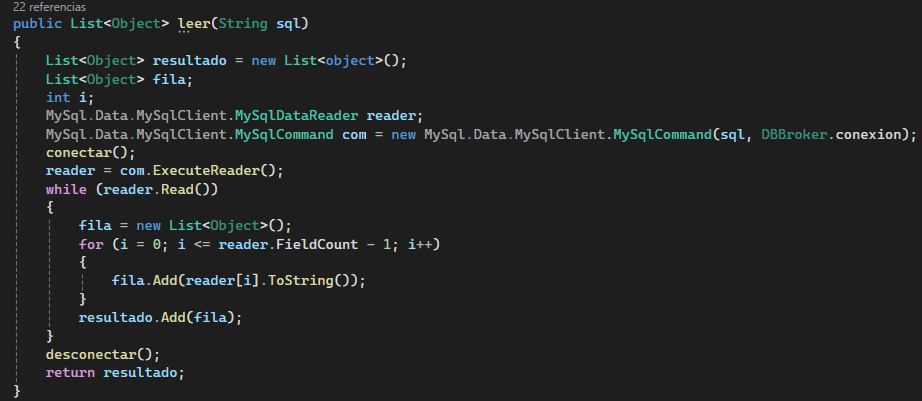 22 referencias
public List<Object> leer(String sql)
{
List<Object> resultado = new List<object>();
List<Object> fila;
int i;
MySql.Data.MySqlClient.MySqlDataReader reader;
MySql.Data.MySqlClient.MySqlCommand com = new MySql.Data.MySqlClient.MySqlCommand(sql, DBBroker.conexion);
conectar();
reader = com.ExecuteReader();
while (reader.Read())
{
fila = new List<Object>();
for (i = 0; i <= reader.FieldCount - 1; i++)
{
fila.Add(reader[i].ToString());
}
resultado.Add(fila);
}
desconectar();
return resultado;
}